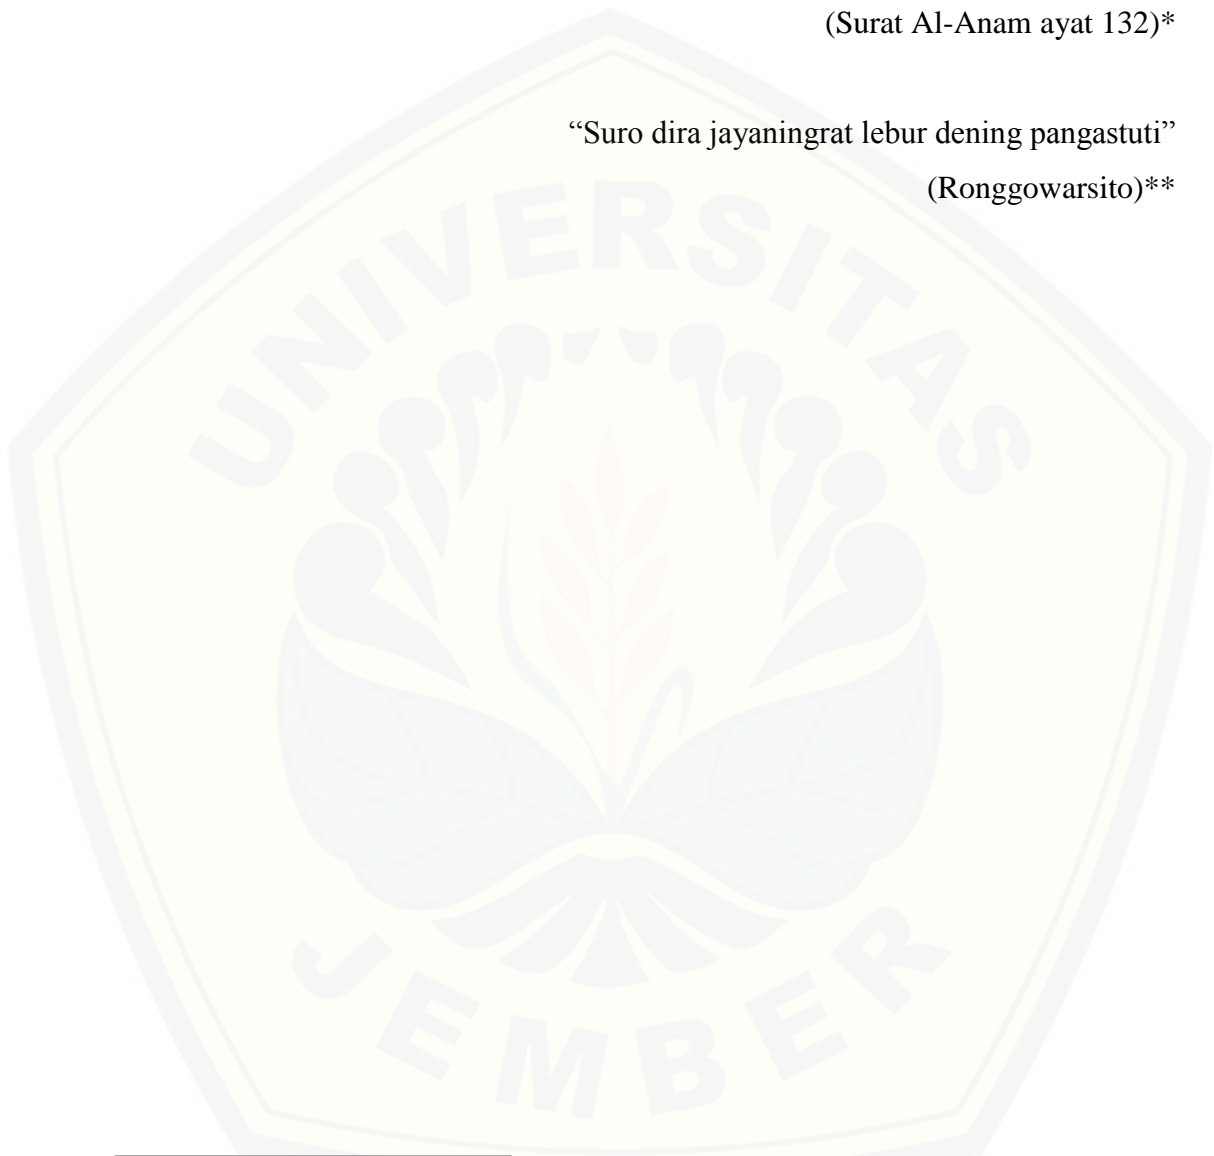 (Surat Al-Anam ayat 132)*
“Suro dira jayaningrat lebur dening pangastuti”
(Ronggowarsito)**
UNIVERSITAS
JEMBER